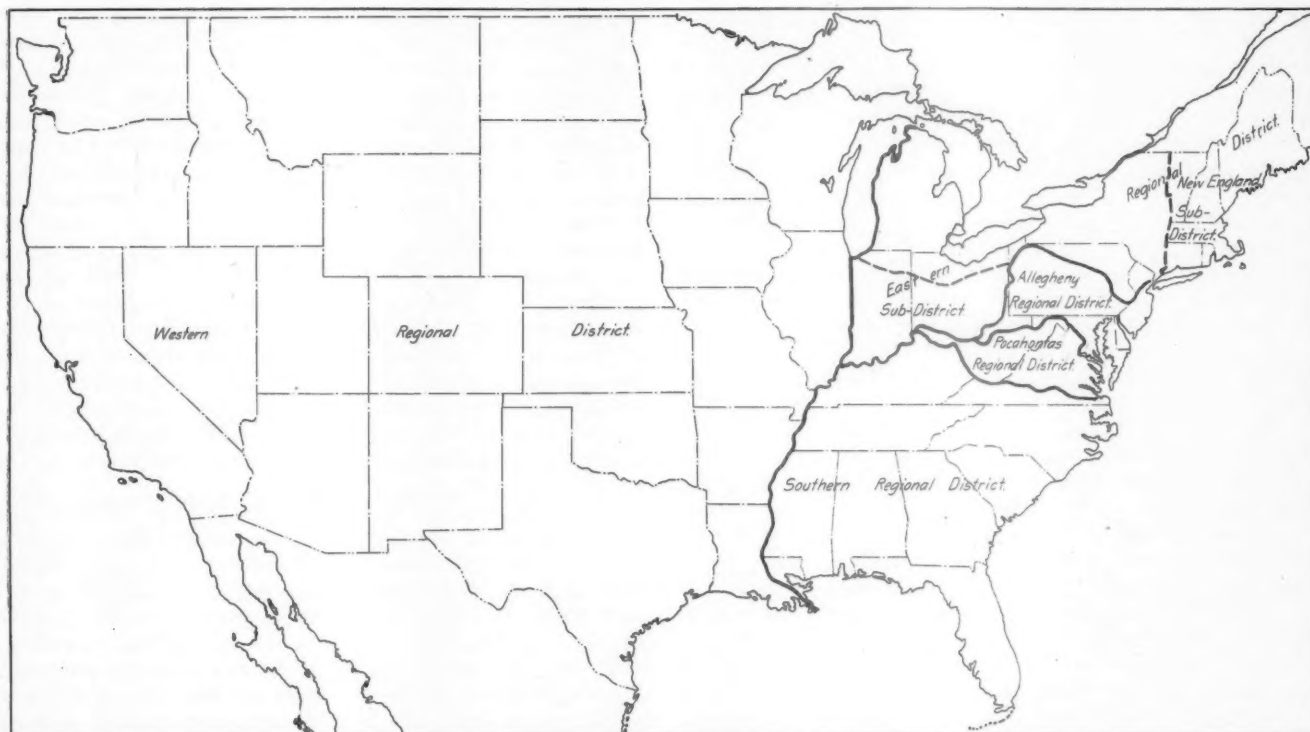 Western Regional District.
Eastern Regional District.
New England
Sub-
District.
Sub-District.
Allegheny
Regional District.
Pocahontas
Regional District.
Southern Regional District.